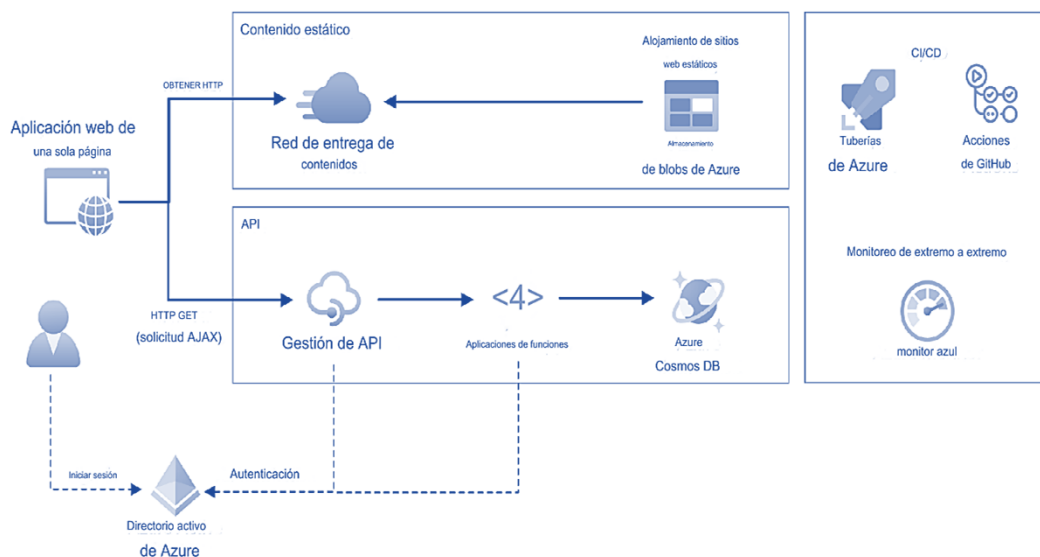 Contenido estático
Alojamiento de sitios
web estáticos
OBTENER HTTP
Red de entrega de
contenidos
Almacenamiento
de blobs de Azure
CI/CD
Tuberías
de Azure
Acciones
de GitHub
Aplicación web de
una sola página
API
HTTP GET
(solicitud AJAX)
Gestión de API
<4>
Aplicaciones de funciones
Azure
Cosmos DB
Monitoreo de extremo a extremo
monitor azul
Iniciar sesión
Autenticación
Directorio activo
de Azure